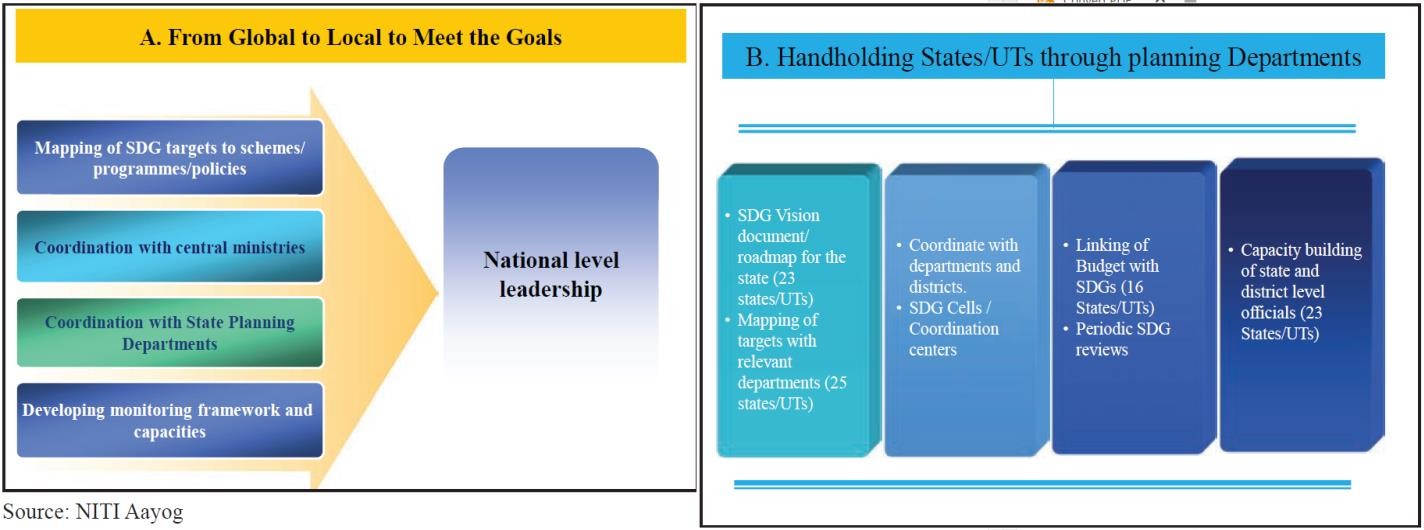 A. From Global to Local to Meet the Goals
Mapping of SDG targets to schemes/
programmes/policies
Coordination with central ministries
Coordination with State Planning
Departments
Developing monitoring framework and
capacities
National level
leadership
Source: NITI Aayog
B. Handholding States/UTs through planning Departments
• SDG Vision
document/
roadmap for the
state (23
states/UTs)
• Mapping of
targets with
relevant
departments (25
states/UTs)
• Coordinate with
departments and
districts.
• SDG Cells /
Coordination
centers
• Linking of
Budget with
SDGs (16
States/UTs)
• Periodic SDG
reviews
• Capacity building
of state and
district level
officials (23
States/UTs)